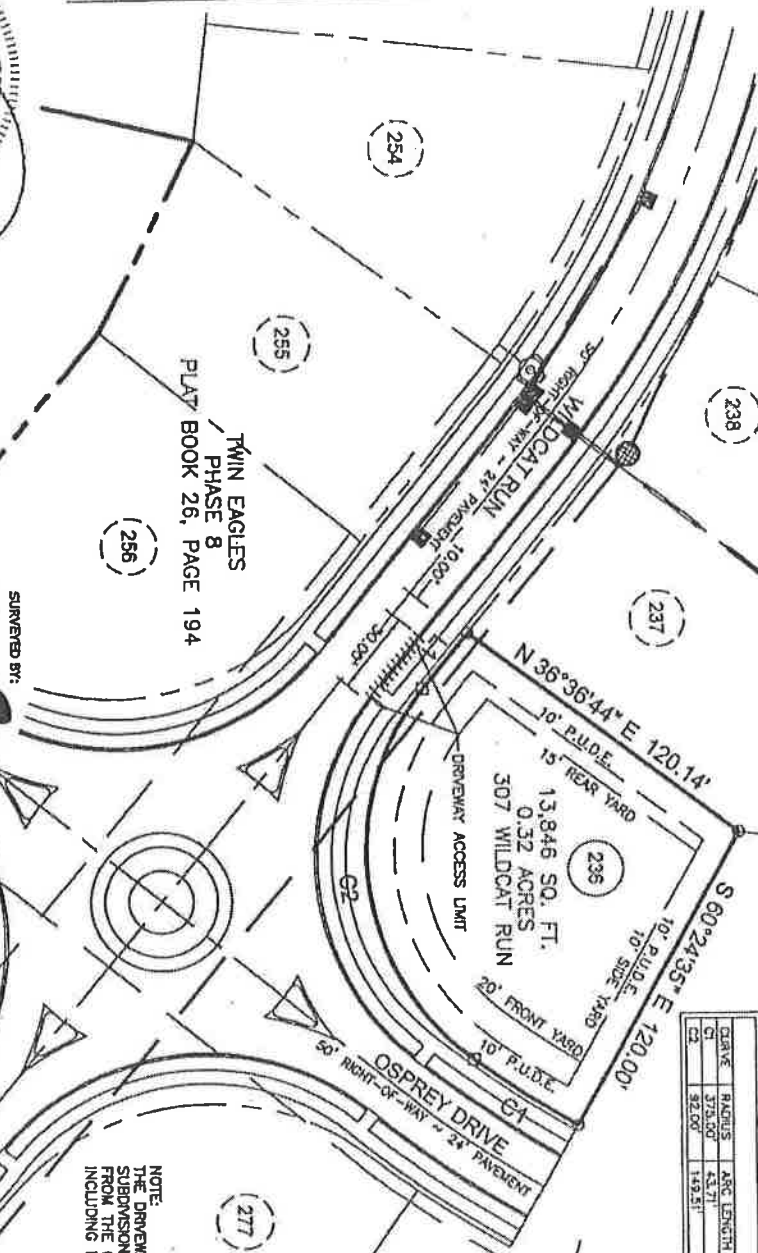 254
255
238
WILDCAT RUN
50' RIGHT-OF-WAY ~ 24' PAVEMENT
TWIN EAGLES
PHASE 8
PLAT BOOK 26, PAGE 194
256
237
10.00'
30.00'
N 36°36'44" E 120.14'
10' P.U.D.E.
15' REAR YARD
DRIVEWAY ACCESS LIMIT
236
13,846 SQ. FT.
0.32 ACRES
307 WILDCAT RUN
S 60°24'35" E 120.00'
10' P.U.D.E.
10' SIDE YARD
20' FRONT YARD
10' P.U.D.E.
C2
C1
OSPREY DRIVE
50' RIGHT-OF-WAY ~ 24' PAVEMENT
CURVE RADIUS ARC LENGTH
C1 375.00' 43.71'
C2 92.00' 149.51'
SURVEYED BY:
277
NOTE:
THE DRIVEW
SUBDIVISION
FROM THE
INCLUDING